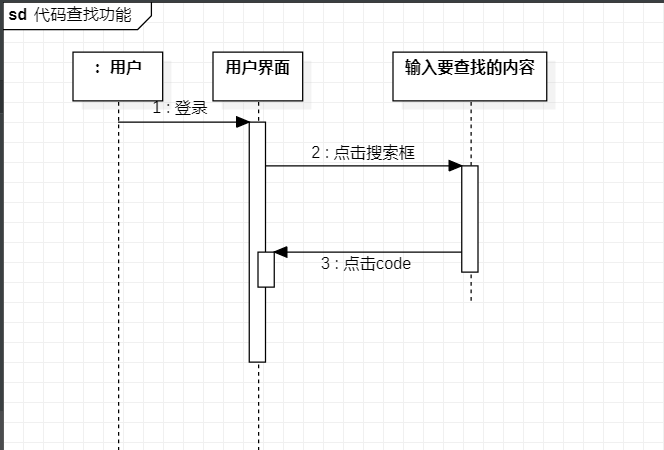 sd 代码查找功能
：用户
用户界面
输入要查找的内容
1 : 登录
2 : 点击搜索框
3 : 点击code